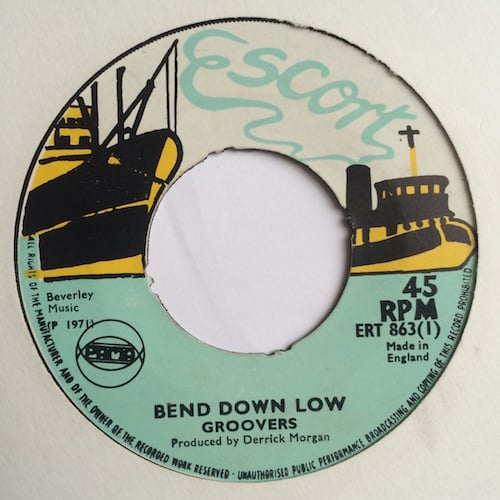 Escort
45
RPM
ERT 863(1)
Made in
England
Beverley
Music
(P 1971)
PAMA
BEND DOWN LOW
GROOVERS
Produced by Derrick Morgan
ALL RIGHTS OF THE MANUFACTURER AND OF THE OWNER OF THE RECORDED WORK RESERVED · UNAUTHORISED PUBLIC PERFORMANCE BROADCASTING AND COPYING OF THIS RECORD PROHIBITED